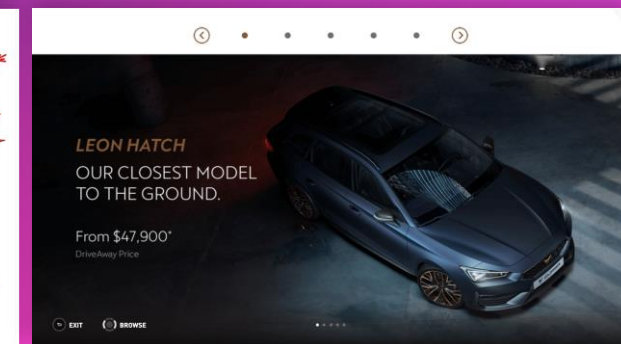 LEON HATCH
OUR CLOSEST MODEL
TO THE GROUND.
From $47,900*
DriveAway Price
EXIT
BROWSE